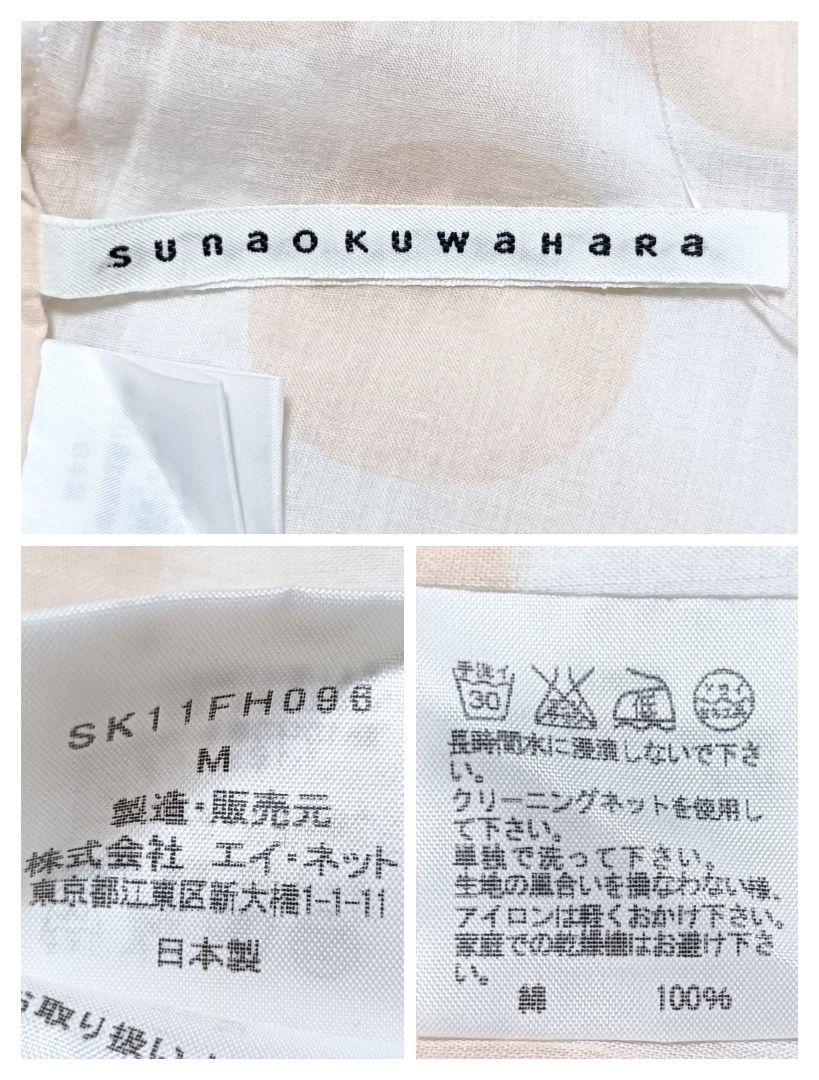 sunaoKuwaHaRa
SK11FH096
M
製造・販売元
株式会社 エイ・ネット
東京都江東区新大橋1-1-11
日本製
お取り扱い
手洗イ
30
長時間水に浸漬しないで下さ
い。
クリーニングネットを使用し
て下さい。
単独で洗って下さい。
生地の風合いを損なわない様、
アイロンは軽くおかけ下さい。
家庭での乾燥機はお避け下さ
い。
綿 100%